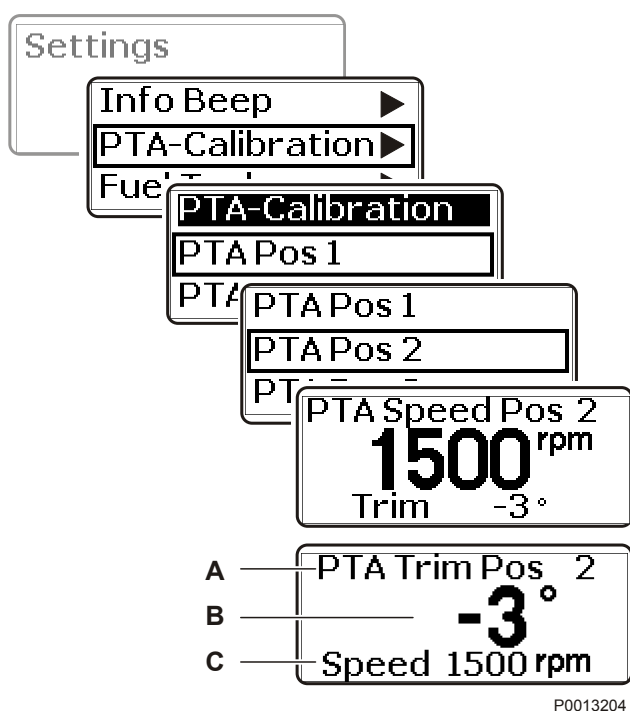 Settings
Info Beep
PTA-Calibration
PTA-Calibration
PTA Pos 1
PTA Pos 1
PTA Pos 2
PTA Speed Pos 2
1500 rpm
Trim -3°
A PTA Trim Pos 2
B -3°
C Speed 1500 rpm
P0013204